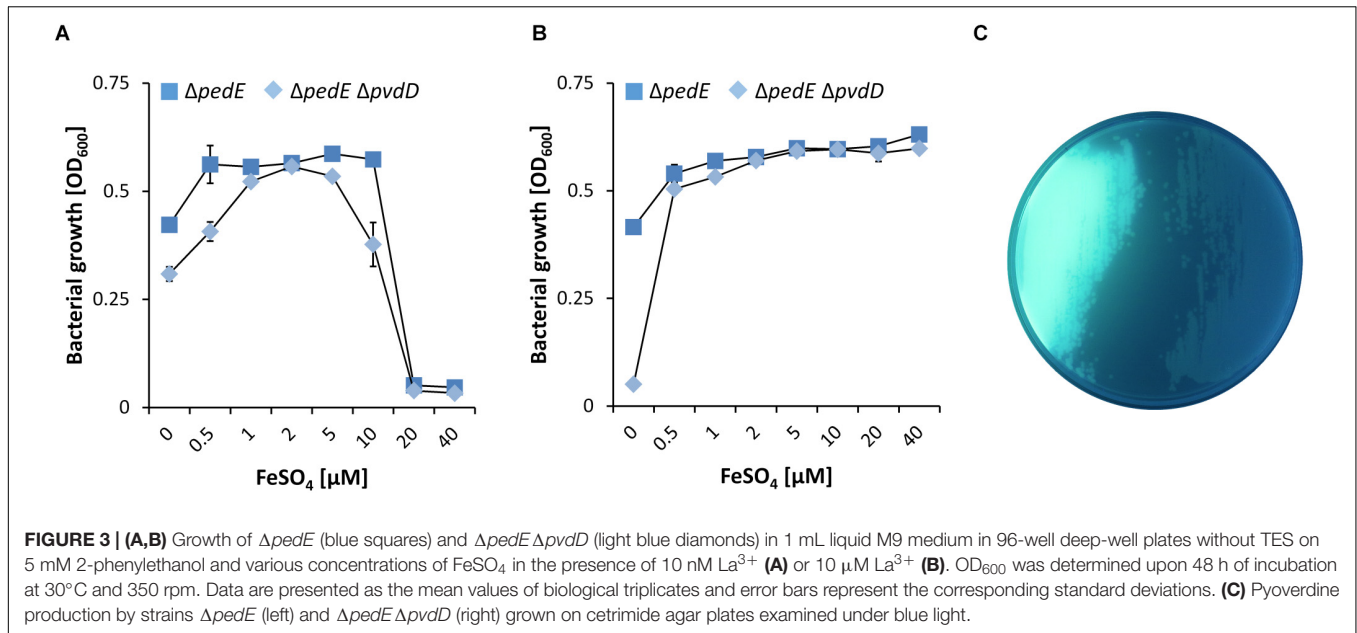 A
B
C
0.75
0.5
0.25
0
ΔpedE
ΔpedE ΔpvdD
Bacterial growth [OD600]
0 0.5 1 2 5 10 20 40
FeSO4 [µM]
0.75
0.5
0.25
0
ΔpedE
ΔpedE ΔpvdD
Bacterial growth [OD600]
0 0.5 1 2 5 10 20 40
FeSO4 [µM]
FIGURE 3 | (A,B) Growth of ΔpedE (blue squares) and ΔpedEΔpvdD (light blue diamonds) in 1 mL liquid M9 medium in 96-well deep-well plates without TES on
5 mM 2-phenylethanol and various concentrations of FeSO4 in the presence of 10 nM La3+ (A) or 10 µM La3+ (B). OD600 was determined upon 48 h of incubation
at 30°C and 350 rpm. Data are presented as the mean values of biological triplicates and error bars represent the corresponding standard deviations. (C) Pyoverdine
production by strains ΔpedE (left) and ΔpedEΔpvdD (right) grown on cetrimide agar plates examined under blue light.